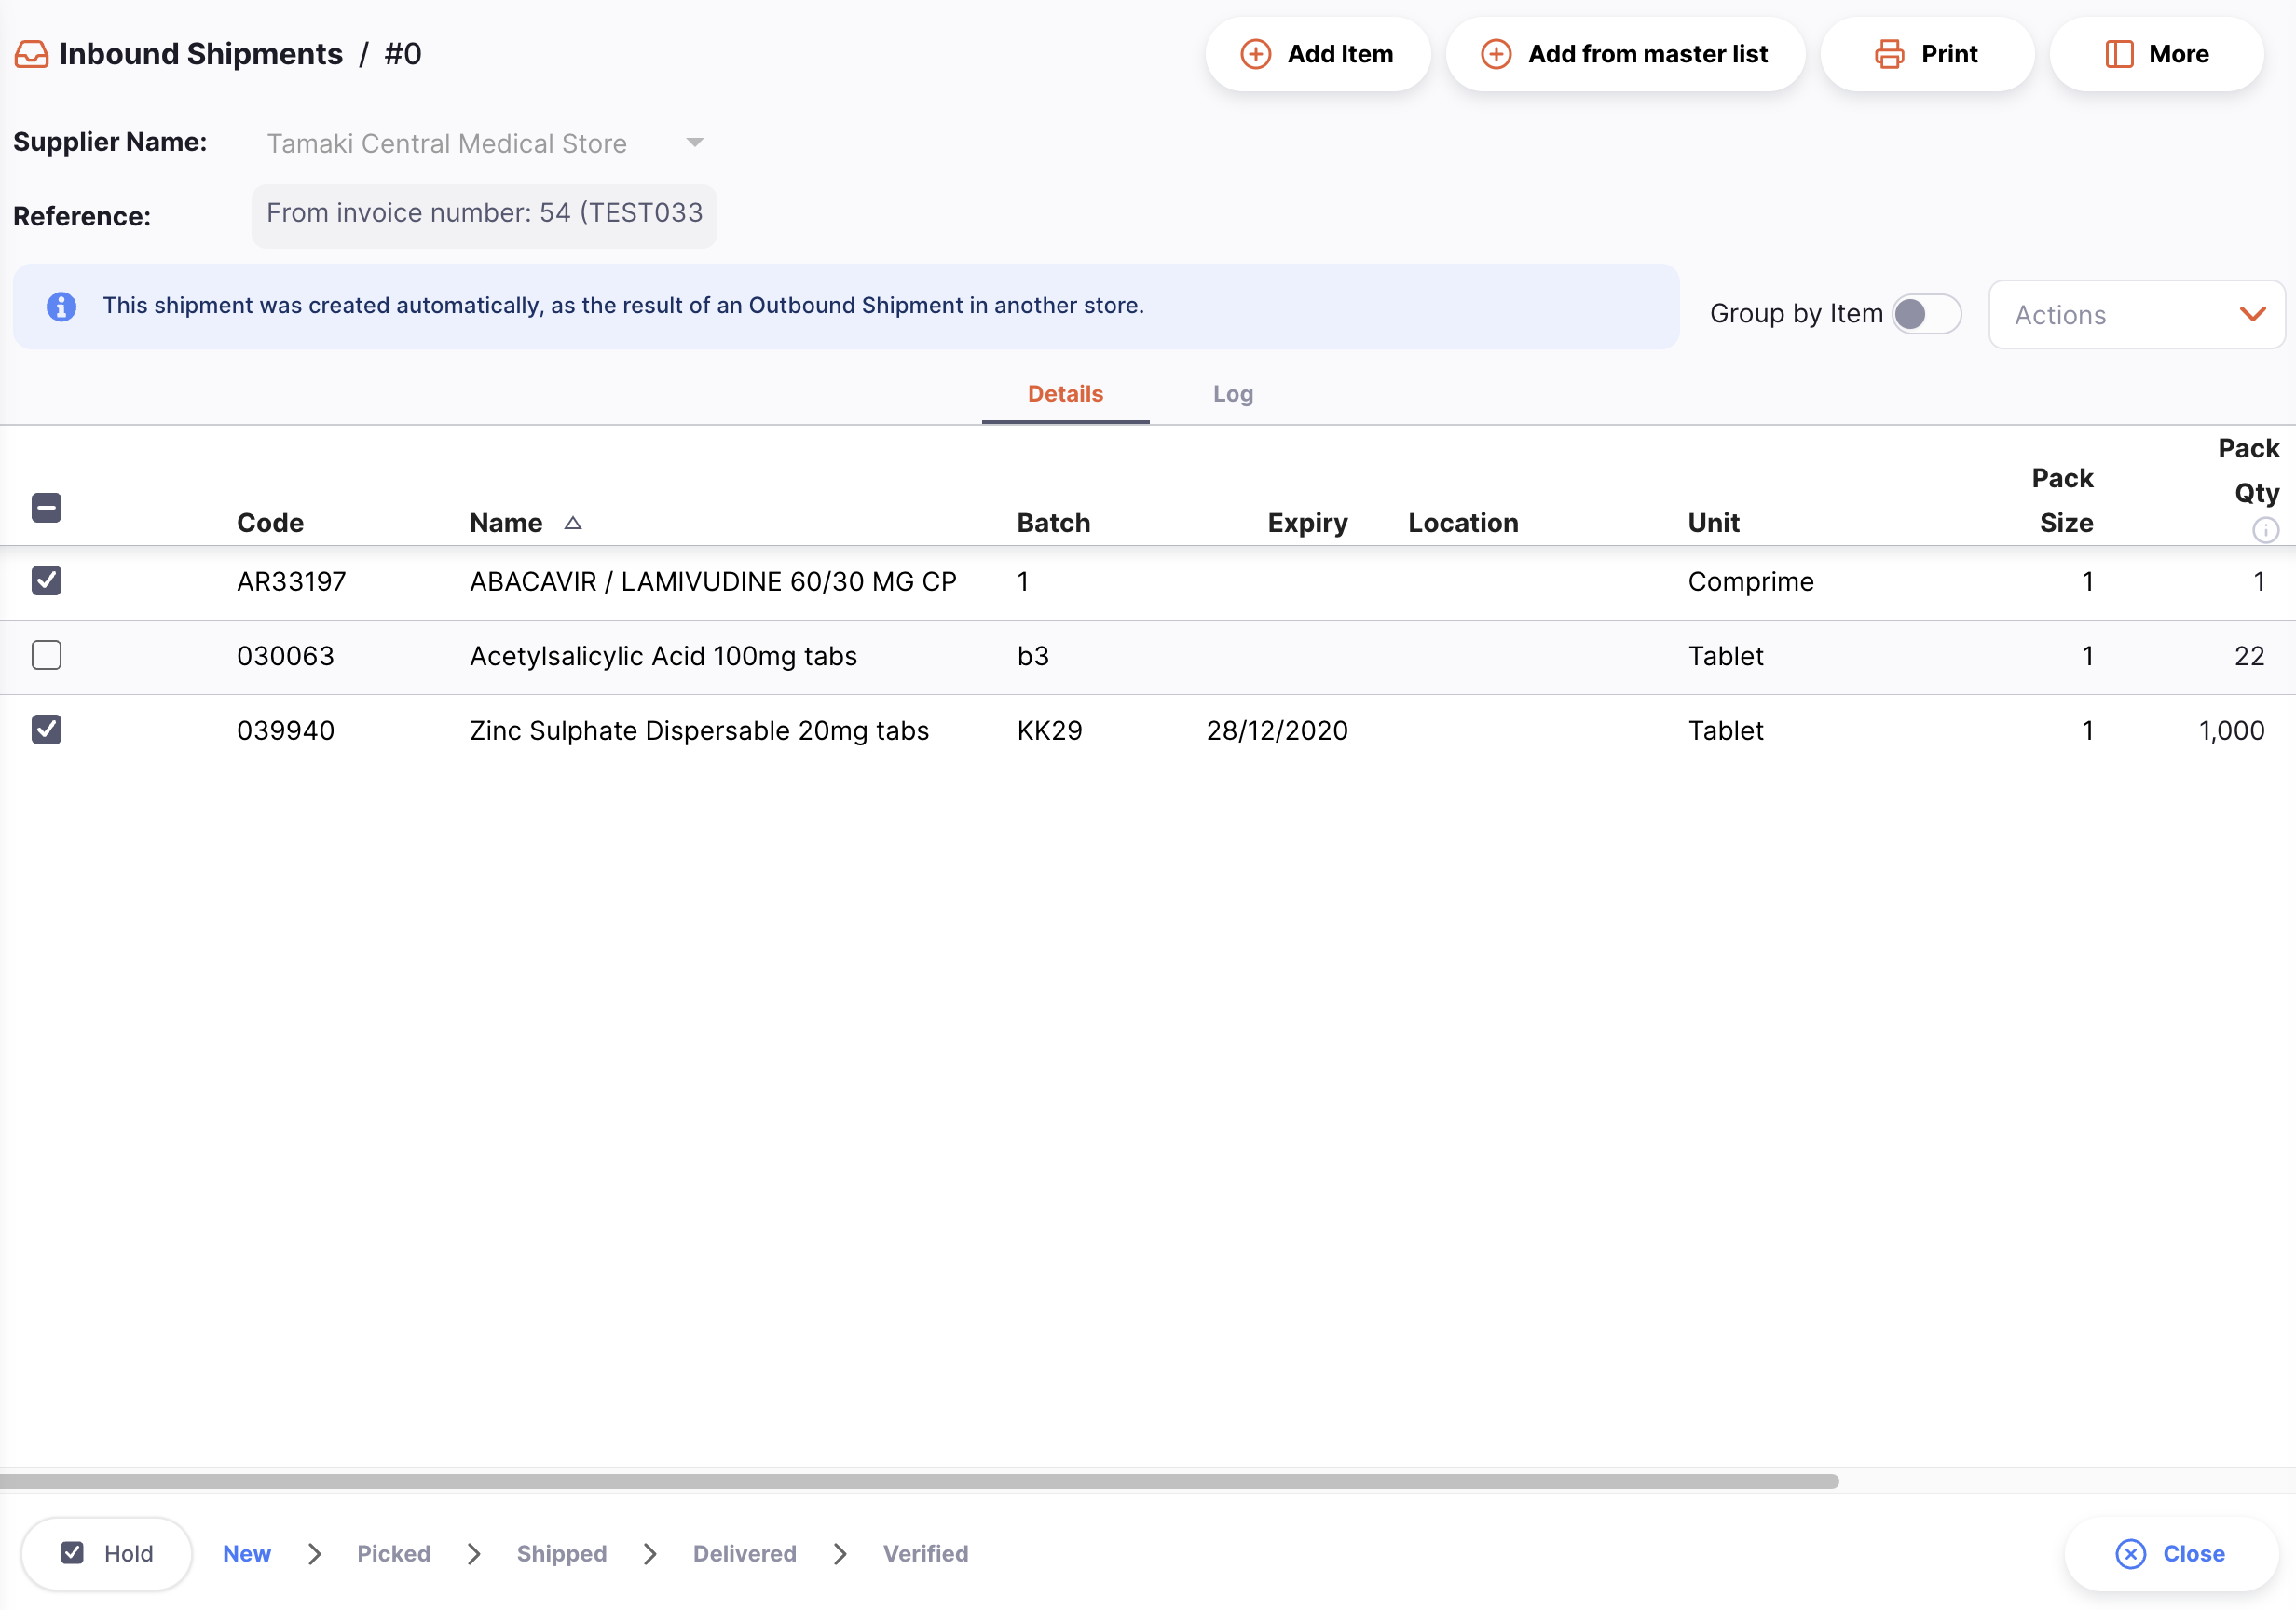 Inbound Shipments / #0
Add Item
Add from master list
Print
More
Supplier Name:
Tamaki Central Medical Store
Reference:
From invoice number: 54 (TEST033
This shipment was created automatically, as the result of an Outbound Shipment in another store.
Group by Item
Actions
Details
Log
Code Name Batch Expiry Location Unit Pack Size Pack Qty
AR33197 ABACAVIR / LAMIVUDINE 60/30 MG CP 1 Comprime 1 1
030063 Acetylsalicylic Acid 100mg tabs b3 Tablet 1 22
039940 Zinc Sulphate Dispersable 20mg tabs KK29 28/12/2020 Tablet 1 1,000
Hold New Picked Shipped Delivered Verified Close